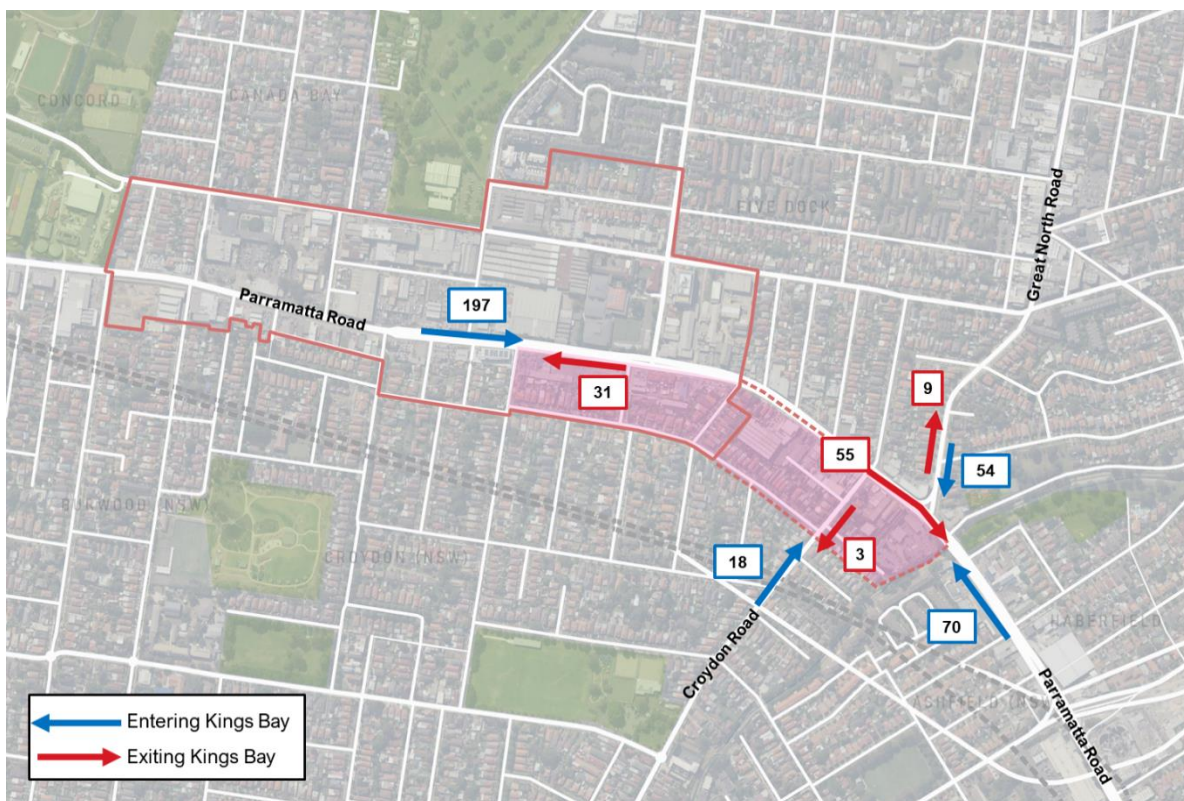 CONCORD
CANADA BAY
FIVE DOCK
Great North Road
197
Parramatta Road
31
9
55
54
BURWOOD (NSW)
CROYDON (NSW)
18
3
70
HABERFIELD
Croydon Road
ASHFIELD (NSW)
Parramatta Road
Entering Kings Bay
Exiting Kings Bay